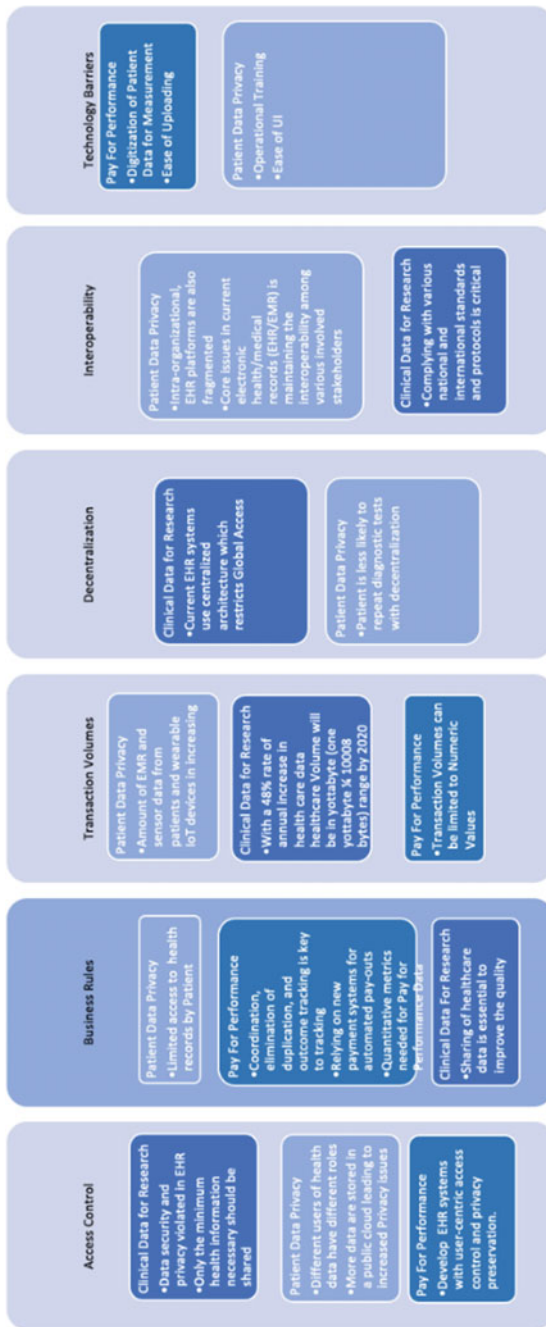 Access Control
Clinical Data for Research
•Data security and
privacy violated in EHR
•Only the minimum
health information
necessary should be
shared
Patient Data Privacy
•Different users of health
data have different roles
•More data are stored in
a public cloud leading to
increased Privacy issues
Pay For Performance
•Develop EHR systems
with user-centric access
control and privacy
preservation.
Business Rules
Patient Data Privacy
•Limited access to health
records by Patient
Pay For Performance
•Coordination,
elimination of
duplication, and
outcome tracking is key
to tracking
•Relying on new
payment systems for
automated pay-outs
•Quantitative metrics
needed for Pay for
Performance Data
Clinical Data For Research
•Sharing of healthcare
data is essential to
improve the quality
Transaction Volumes
Patient Data Privacy
•Amount of EMR and
sensor data from
patients and wearable
IoT devices in increasing
Clinical Data for Research
•With a 48% rate of
annual increase in
health care data
healthcare Volume will
be in yottabyte (one
yottabyte ¼ 10008
bytes) range by 2020
Pay For Performance
•Transaction Volumes can
be limited to Numeric
Values
Decentralization
Clinical Data for Research
•Current EHR systems
use centralized
architecture which
restricts Global Access
Patient Data Privacy
•Patient is less likely to
repeat diagnostic tests
with decentralization
Interoperability
Patient Data Privacy
•Intra-organizational,
EHR platforms are also
fragmented
•Core issues in current
electronic
health/medical
records (EHR/EMR) is
maintaining the
interoperability among
various involved
stakeholders
Clinical Data for Research
•Complying with various
national and
international standards
and protocols is critical
Technology Barriers
Pay For Performance
•Digitization of Patient
Data for Measurement
•Ease of Uploading
Patient Data Privacy
•Operational Training
•Ease of UI